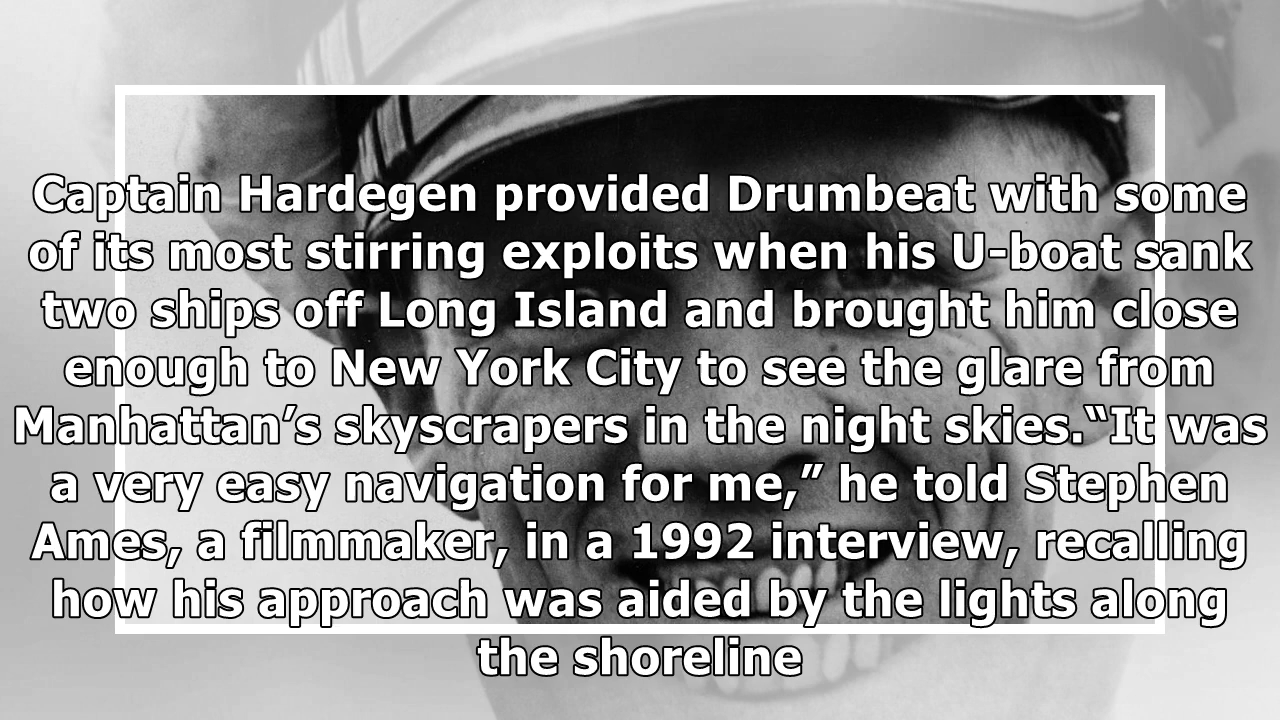 Captain Hardegen provided Drumbeat with some
of its most stirring exploits when his U-boat sank
two ships off Long Island and brought him close
enough to New York City to see the glare from
Manhattan’s skyscrapers in the night skies.“It was
a very easy navigation for me,” he told Stephen
Ames, a filmmaker, in a 1992 interview, recalling
how his approach was aided by the lights along
the shoreline